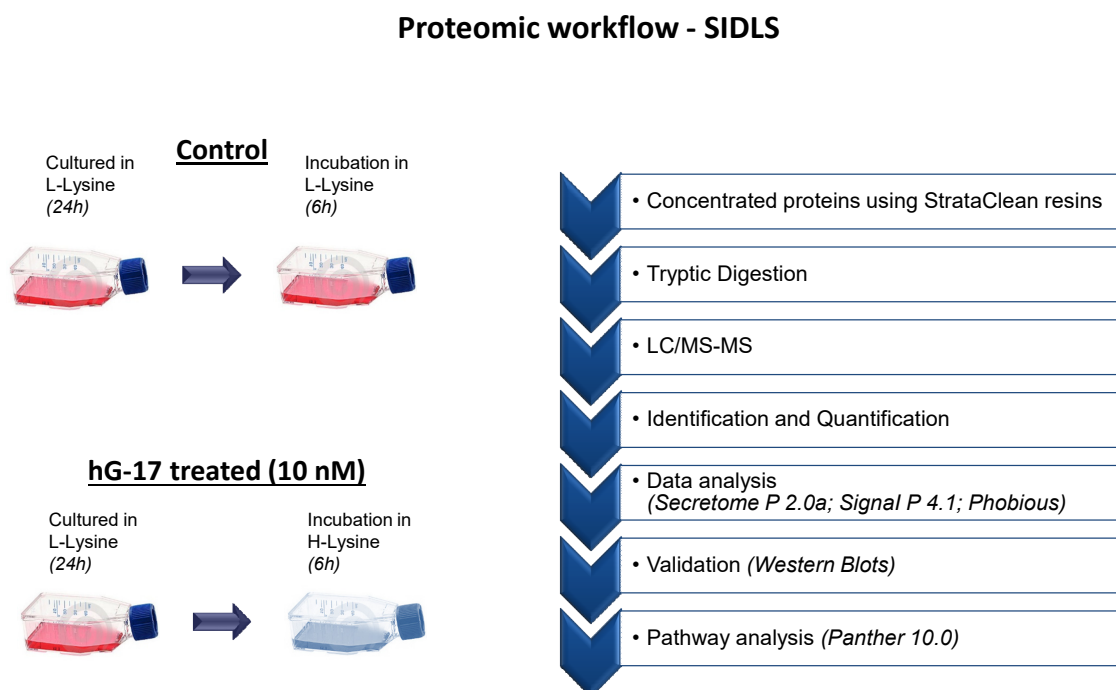 Proteomic workflow - SIDLS
Control
Cultured in
L-Lysine
(24h)
Incubation in
L-Lysine
(6h)
hG-17 treated (10 nM)
Cultured in
L-Lysine
(24h)
Incubation in
H-Lysine
(6h)
• Concentrated proteins using StrataClean resins
• Tryptic Digestion
• LC/MS-MS
• Identification and Quantification
• Data analysis
(Secretome P 2.0a; Signal P 4.1; Phobious)
• Validation (Western Blots)
• Pathway analysis (Panther 10.0)